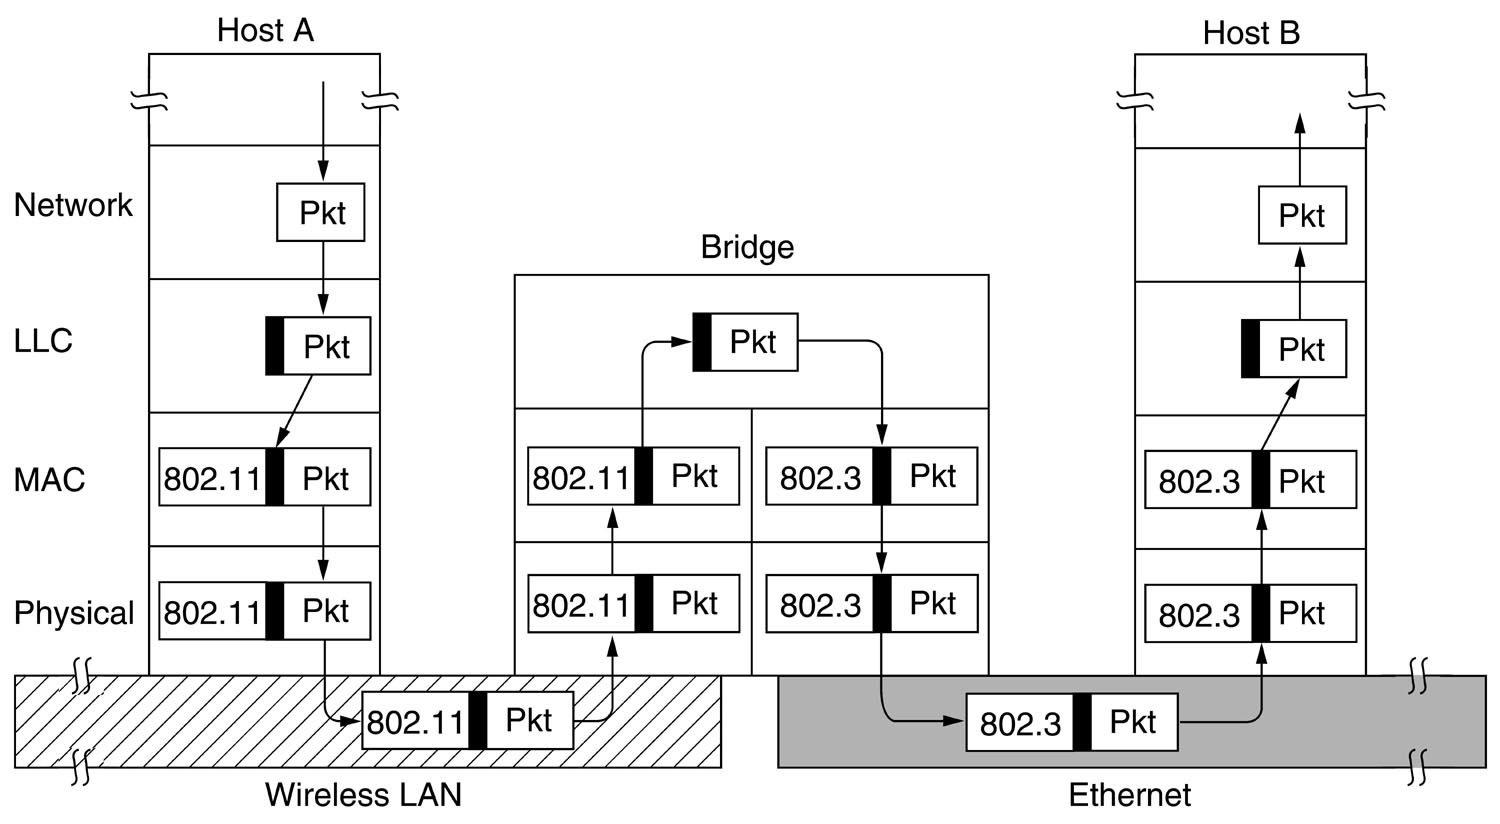 Host A
Host B
Network
Pkt
Pkt
Bridge
LLC
Pkt
Pkt
Pkt
MAC
802.11 Pkt
802.11 Pkt
802.3 Pkt
802.3 Pkt
Physical
802.11 Pkt
802.11 Pkt
802.3 Pkt
802.3 Pkt
802.11 Pkt
802.3 Pkt
Wireless LAN
Ethernet